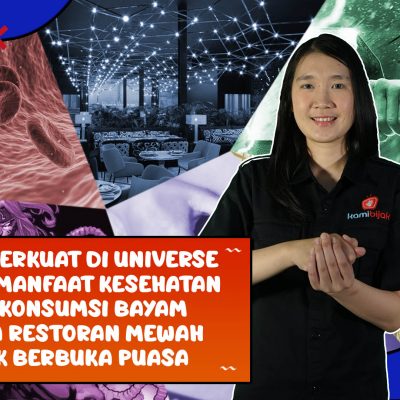 ERKUAT DI UNIVERSE
MANFAAT KESEHATAN
KONSUMSI BAYAM
RESTORAN MEWAH
K BERBUKA PUASA
kamibijak